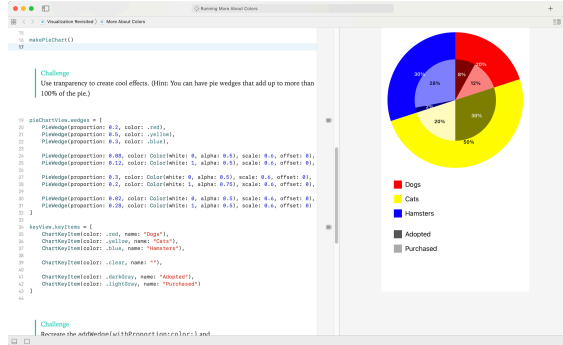 Running More About Colors
Visualization Revisited
More About Colors
15
16 makePieChart()
17
Challenge
Use tranparency to create cool effects. (Hint: You can have pie wedges that add up to more than
100% of the pie.)
19 pieChartView.wedges = [
20 PieWedge(proportion: 0.2, color: .red),
21 PieWedge(proportion: 0.5, color: .yellow),
22 PieWedge(proportion: 0.3, color: .blue),
23
24 PieWedge(proportion: 0.08, color: Color(white: 0, alpha: 0.5), scale: 0.6, offset: 0),
25 PieWedge(proportion: 0.12, color: Color(white: 1, alpha: 0.5), scale: 0.6, offset: 0),
26
27 PieWedge(proportion: 0.3, color: Color(white: 0, alpha: 0.5), scale: 0.6, offset: 0),
28 PieWedge(proportion: 0.2, color: Color(white: 1, alpha: 0.75), scale: 0.6, offset: 0),
29
30 PieWedge(proportion: 0.02, color: Color(white: 0, alpha: 0.5), scale: 0.6, offset: 0),
31 PieWedge(proportion: 0.28, color: Color(white: 1, alpha: 0.5), scale: 0.6, offset: 0)
32 ]
33
34 keyView.keyItems = [
35 ChartKeyItem(color: .red, name: "Dogs"),
36 ChartKeyItem(color: .yellow, name: "Cats"),
37 ChartKeyItem(color: .blue, name: "Hamsters"),
38
39 ChartKeyItem(color: .clear, name: ""),
40
41 ChartKeyItem(color: .darkGray, name: "Adopted"),
42 ChartKeyItem(color: .lightGray, name: "Purchased")
43 ]
44
Challenge
Recreate the addWedge(withProportion:color:) and
20%
30%
8%
28%
12%
2%
30%
20%
50%
Dogs
Cats
Hamsters
Adopted
Purchased